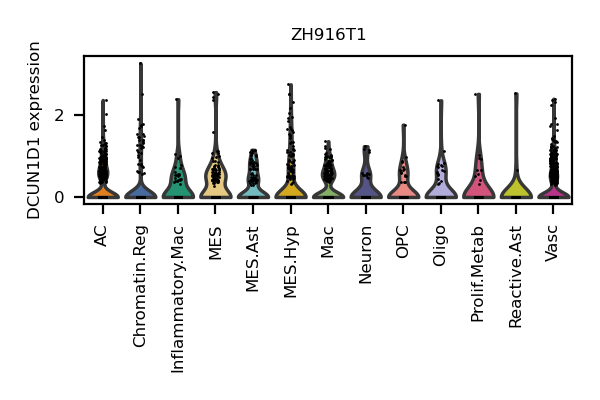 ZH916T1
DCUN1D1 expression
2
0
AC
Chromatin.Reg
Inflammatory.Mac
MES
MES.Ast
MES.Hyp
Mac
Neuron
OPC
Oligo
Prolif.Metab
Reactive.Ast
Vasc